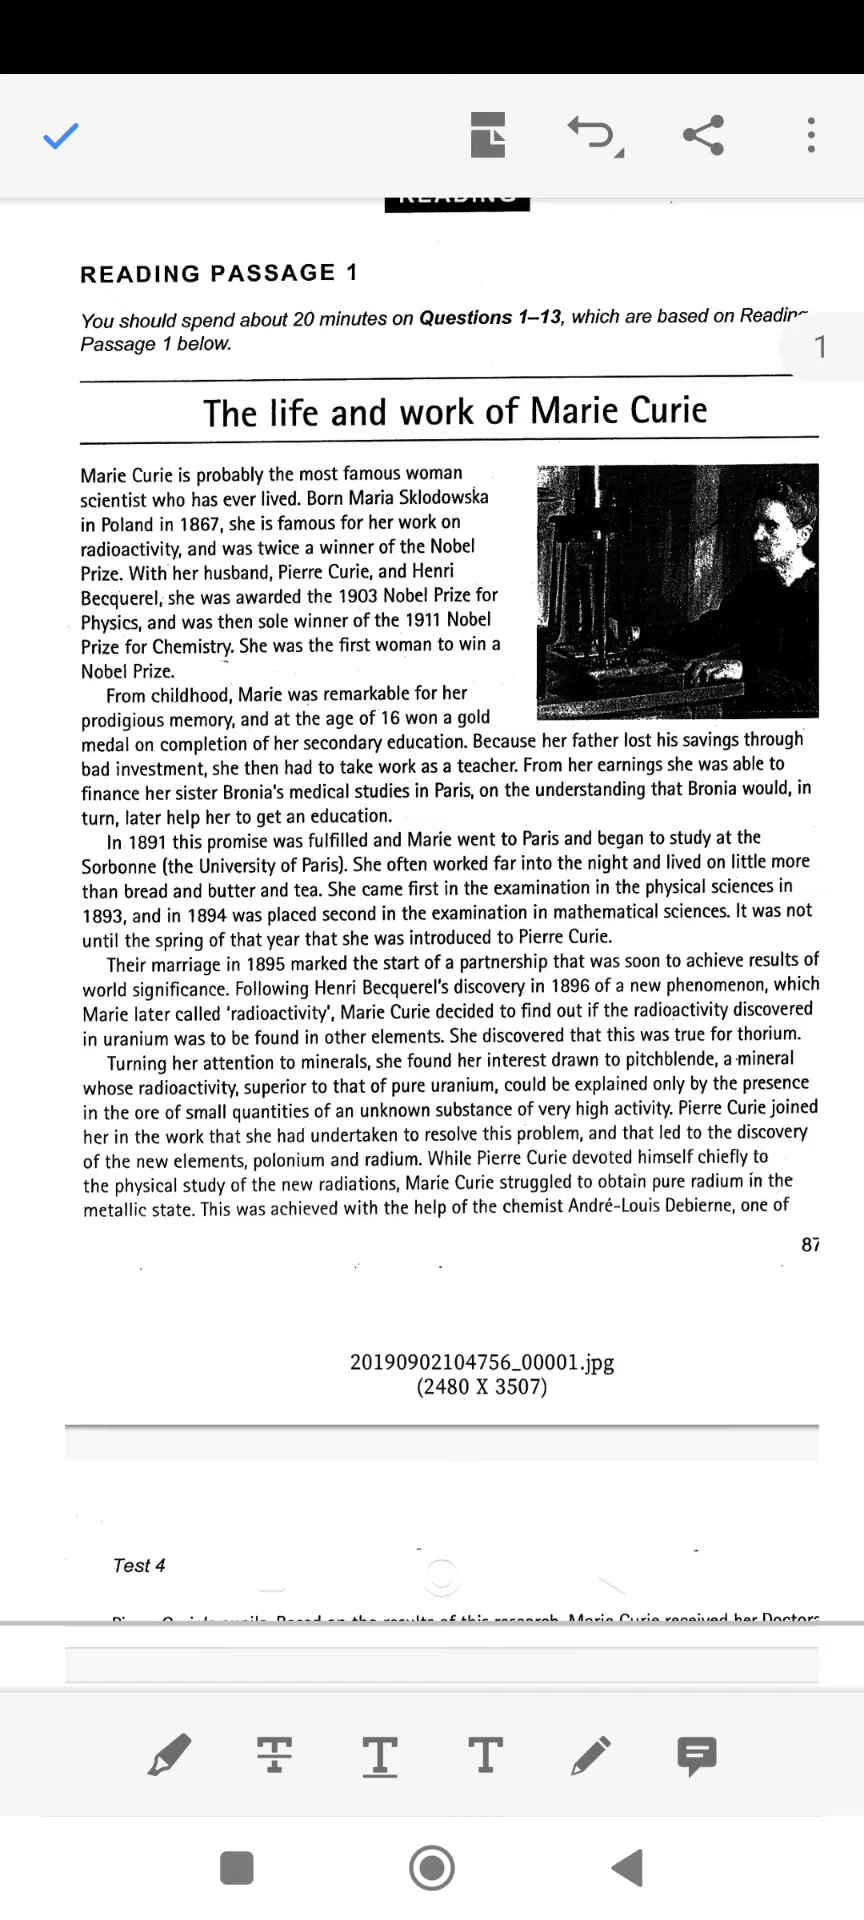 READING PASSAGE 1
You should spend about 20 minutes on Questions 1–13, which are based on Reading
Passage 1 below.
1
The life and work of Marie Curie
Marie Curie is probably the most famous woman
scientist who has ever lived. Born Maria Sklodowska
in Poland in 1867, she is famous for her work on
radioactivity, and was twice a winner of the Nobel
Prize. With her husband, Pierre Curie, and Henri
Becquerel, she was awarded the 1903 Nobel Prize for
Physics, and was then sole winner of the 1911 Nobel
Prize for Chemistry. She was the first woman to win a
Nobel Prize.
From childhood, Marie was remarkable for her
prodigious memory, and at the age of 16 won a gold
medal on completion of her secondary education. Because her father lost his savings through
bad investment, she then had to take work as a teacher. From her earnings she was able to
finance her sister Bronia's medical studies in Paris, on the understanding that Bronia would, in
turn, later help her to get an education.
In 1891 this promise was fulfilled and Marie went to Paris and began to study at the
Sorbonne (the University of Paris). She often worked far into the night and lived on little more
than bread and butter and tea. She came first in the examination in the physical sciences in
1893, and in 1894 was placed second in the examination in mathematical sciences. It was not
until the spring of that year that she was introduced to Pierre Curie.
Their marriage in 1895 marked the start of a partnership that was soon to achieve results of
world significance. Following Henri Becquerel's discovery in 1896 of a new phenomenon, which
Marie later called 'radioactivity', Marie Curie decided to find out if the radioactivity discovered
in uranium was to be found in other elements. She discovered that this was true for thorium.
Turning her attention to minerals, she found her interest drawn to pitchblende, a mineral
whose radioactivity, superior to that of pure uranium, could be explained only by the presence
in the ore of small quantities of an unknown substance of very high activity. Pierre Curie joined
her in the work that she had undertaken to resolve this problem, and that led to the discovery
of the new elements, polonium and radium. While Pierre Curie devoted himself chiefly to
the physical study of the new radiations, Marie Curie struggled to obtain pure radium in the
metallic state. This was achieved with the help of the chemist André-Louis Debierne, one of
87
20190902104756_00001.jpg
(2480 X 3507)
Test 4
Based on the results of this research, Marie Curie received her